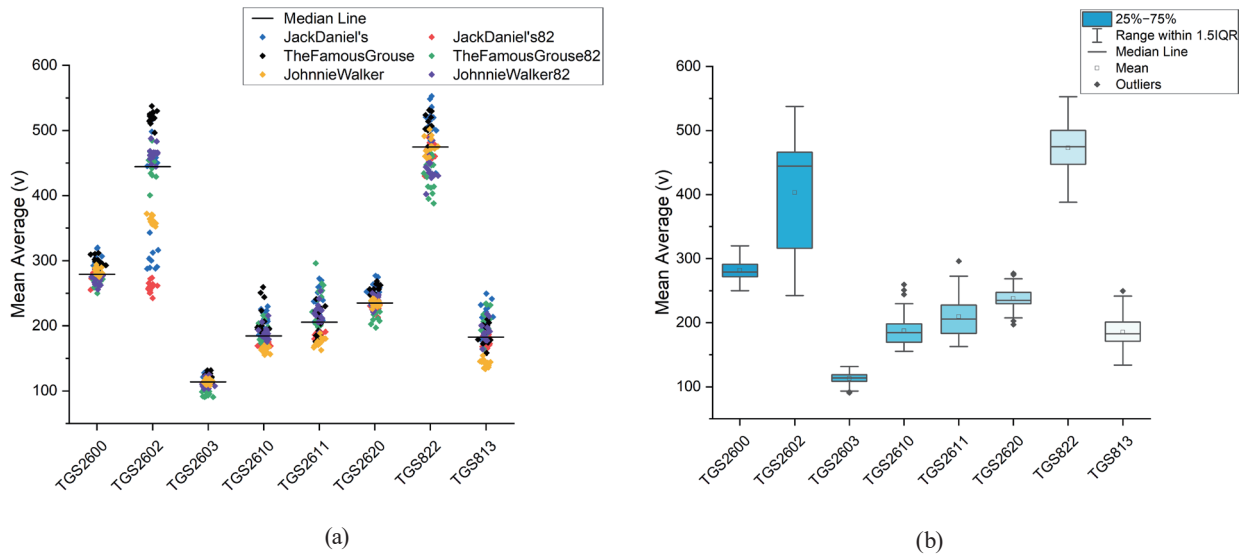 Median Line
JackDaniel's JackDaniel's82
TheFamousGrouse TheFamousGrouse82
JohnnieWalker JohnnieWalker82
Mean Average (v)
600
500
400
300
200
100
TGS2600 TGS2602 TGS2603 TGS2610 TGS2611 TGS2620 TGS822 TGS813
(a)
25%−75%
Range within 1.5IQR
Median Line
Mean
Outliers
Mean Average (v)
600
500
400
300
200
100
TGS2600 TGS2602 TGS2603 TGS2610 TGS2611 TGS2620 TGS822 TGS813
(b)